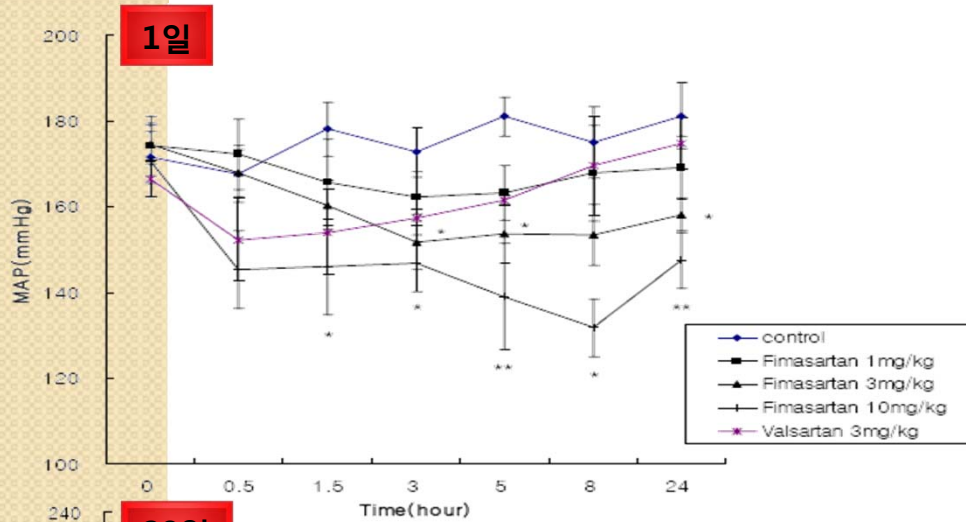 1일
200
180
160
140
120
100
MAP(mmHg)
*
*
*
*
*
**
*
**
control
Fimasartan 1mg/kg
Fimasartan 3mg/kg
Fimasartan 10mg/kg
Valsartan 3mg/kg
0 0.5 1.5 3 5 8 24
Time(hour)
240